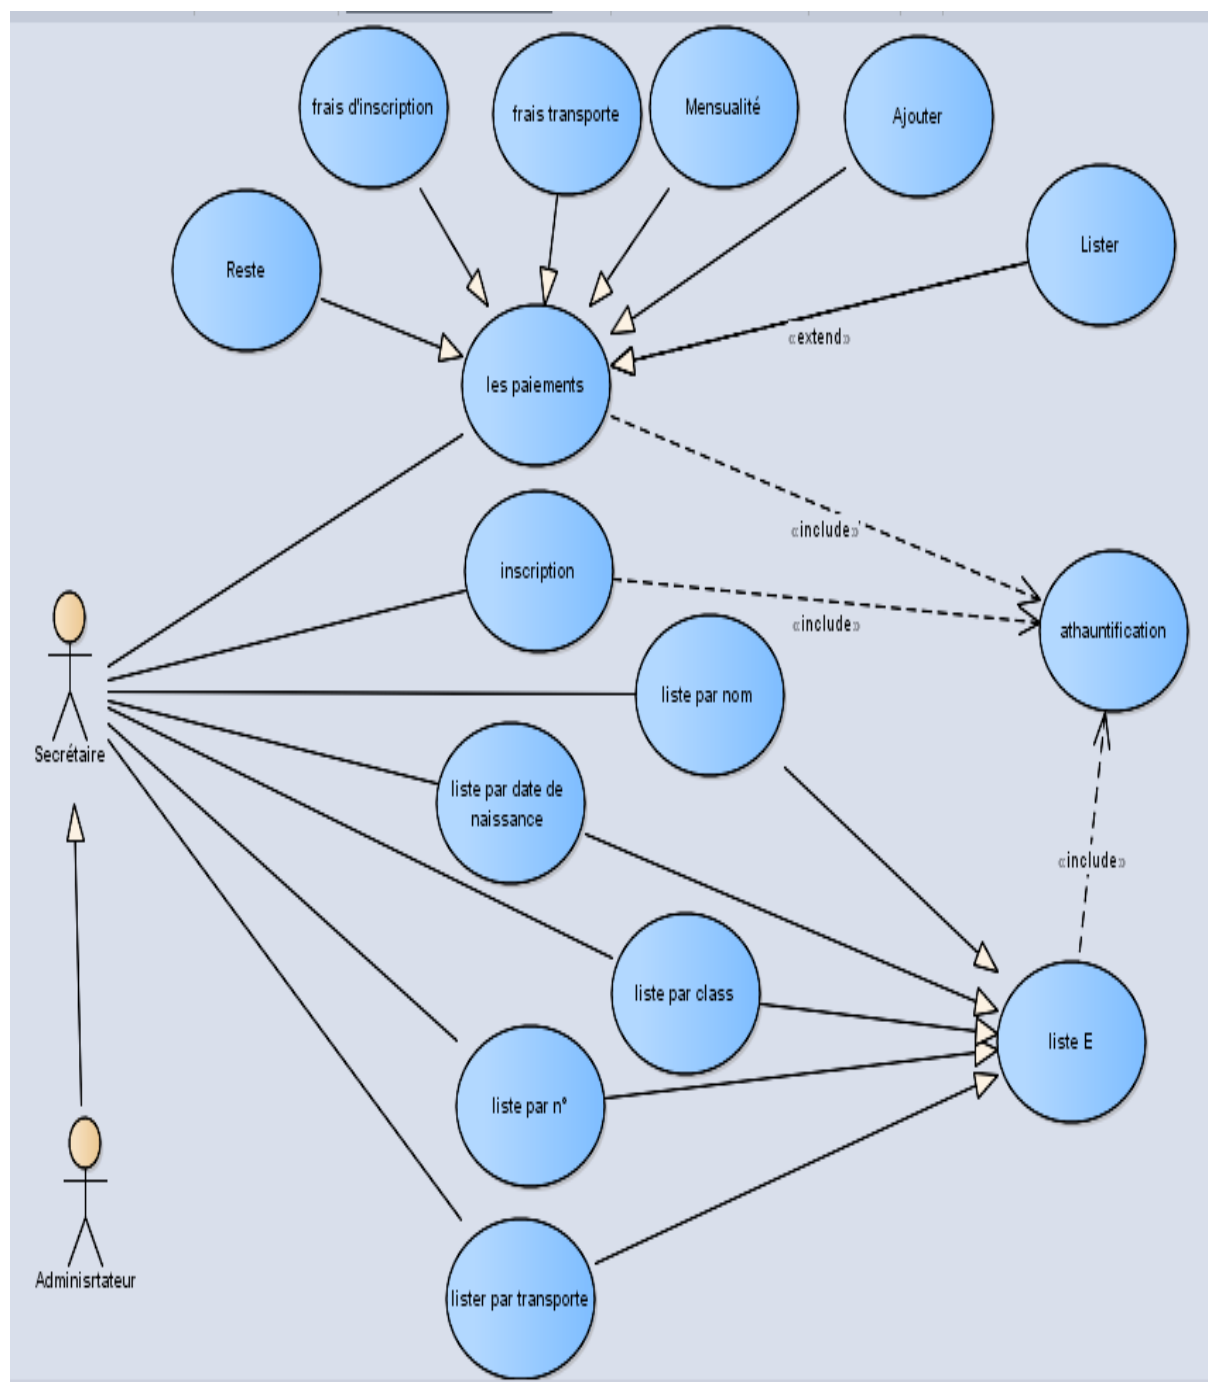 frais d'inscription
frais transporte
Mensualité
Ajouter
Reste
Lister
«extend»
les paiements
«include»
inscription
«include»
athauntification
liste par nom
Secrétaire
liste par date de
naissance
«include»
liste par class
liste E
liste par n°
Adminisrtateur
lister par transporte